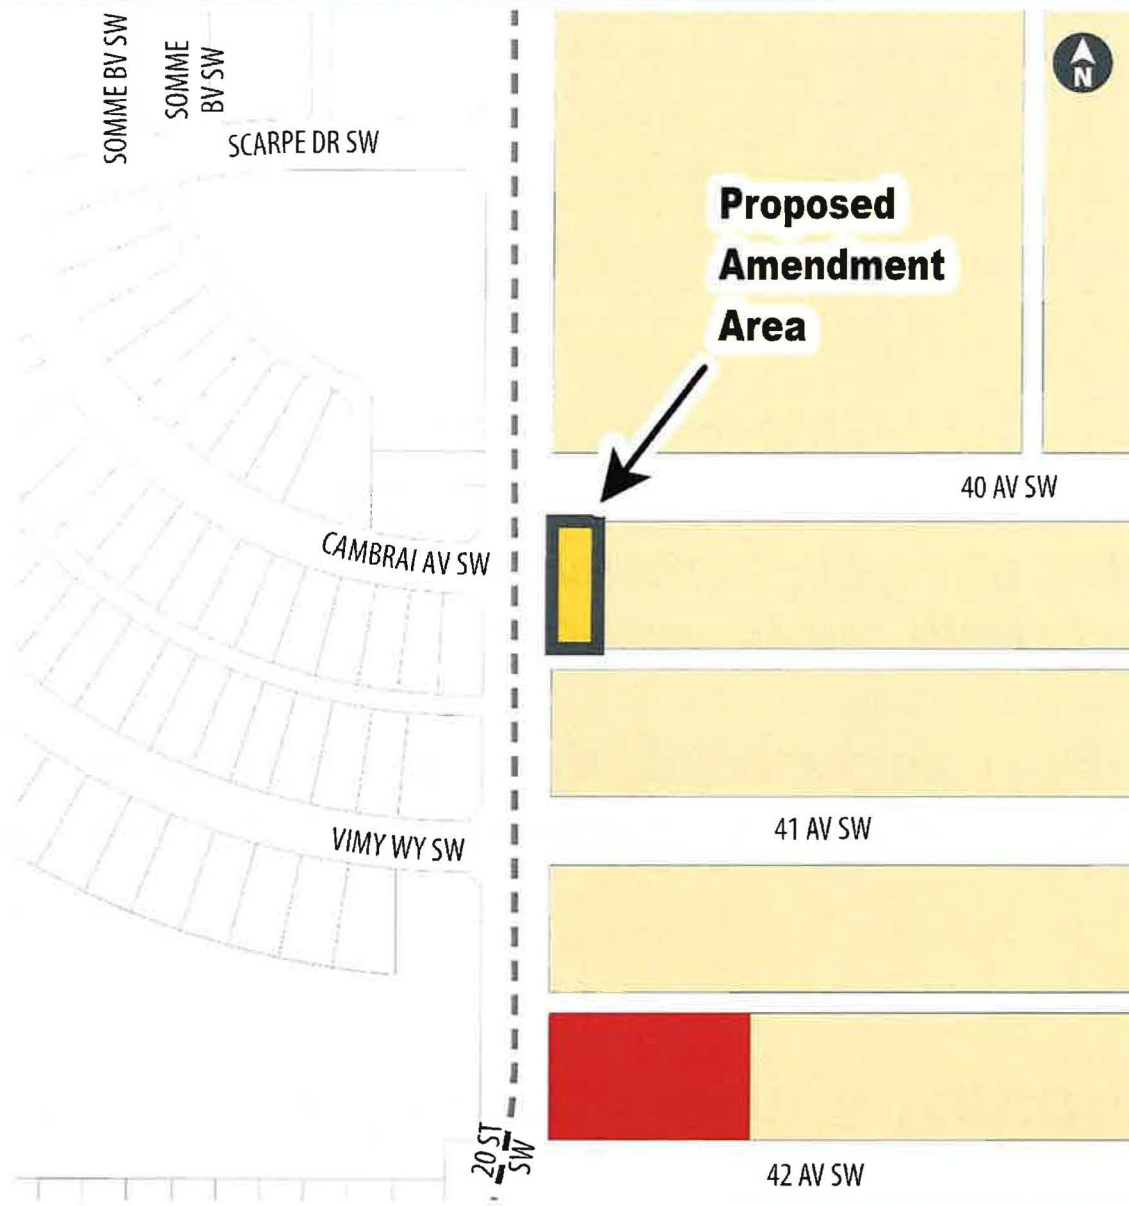 SOMME BV SW
SOMME
BV SW
SCARPE DR SW
N
Proposed
Amendment
Area
40 AV SW
CAMBRAI AV SW
41 AV SW
VIMY WY SW
20 ST
SW
42 AV SW